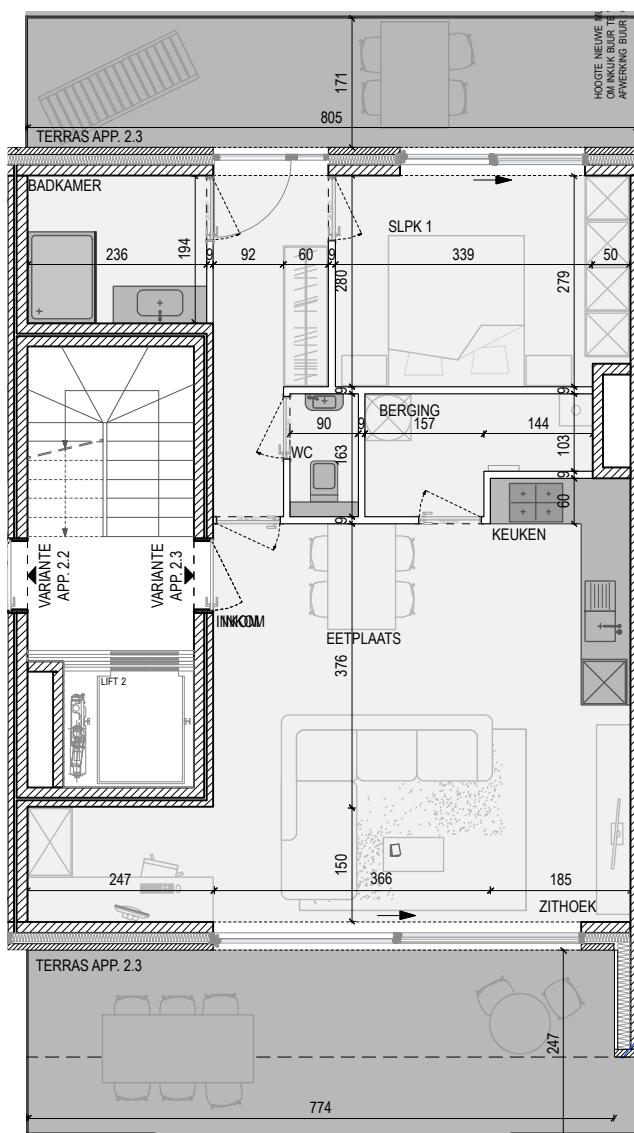 HOOGTE NIEUWE
OM INKIJK BUUR TE
AFWERKING BUUR
171
805
TERRAS APP. 2.3
BADKAMER
SLPK 1
194
236
9
92
60
9
339
50
280
279
9
9
BERGING
90
9
157
144
WC
163
103
9
60
9
KEUKEN
VARIANTE
APP. 2.2
VARIANTE
APP. 2.3
INKOM
EETPLAATS
376
LIFT 2
150
247
366
185
ZITHOEK
TERRAS APP. 2.3
247
774